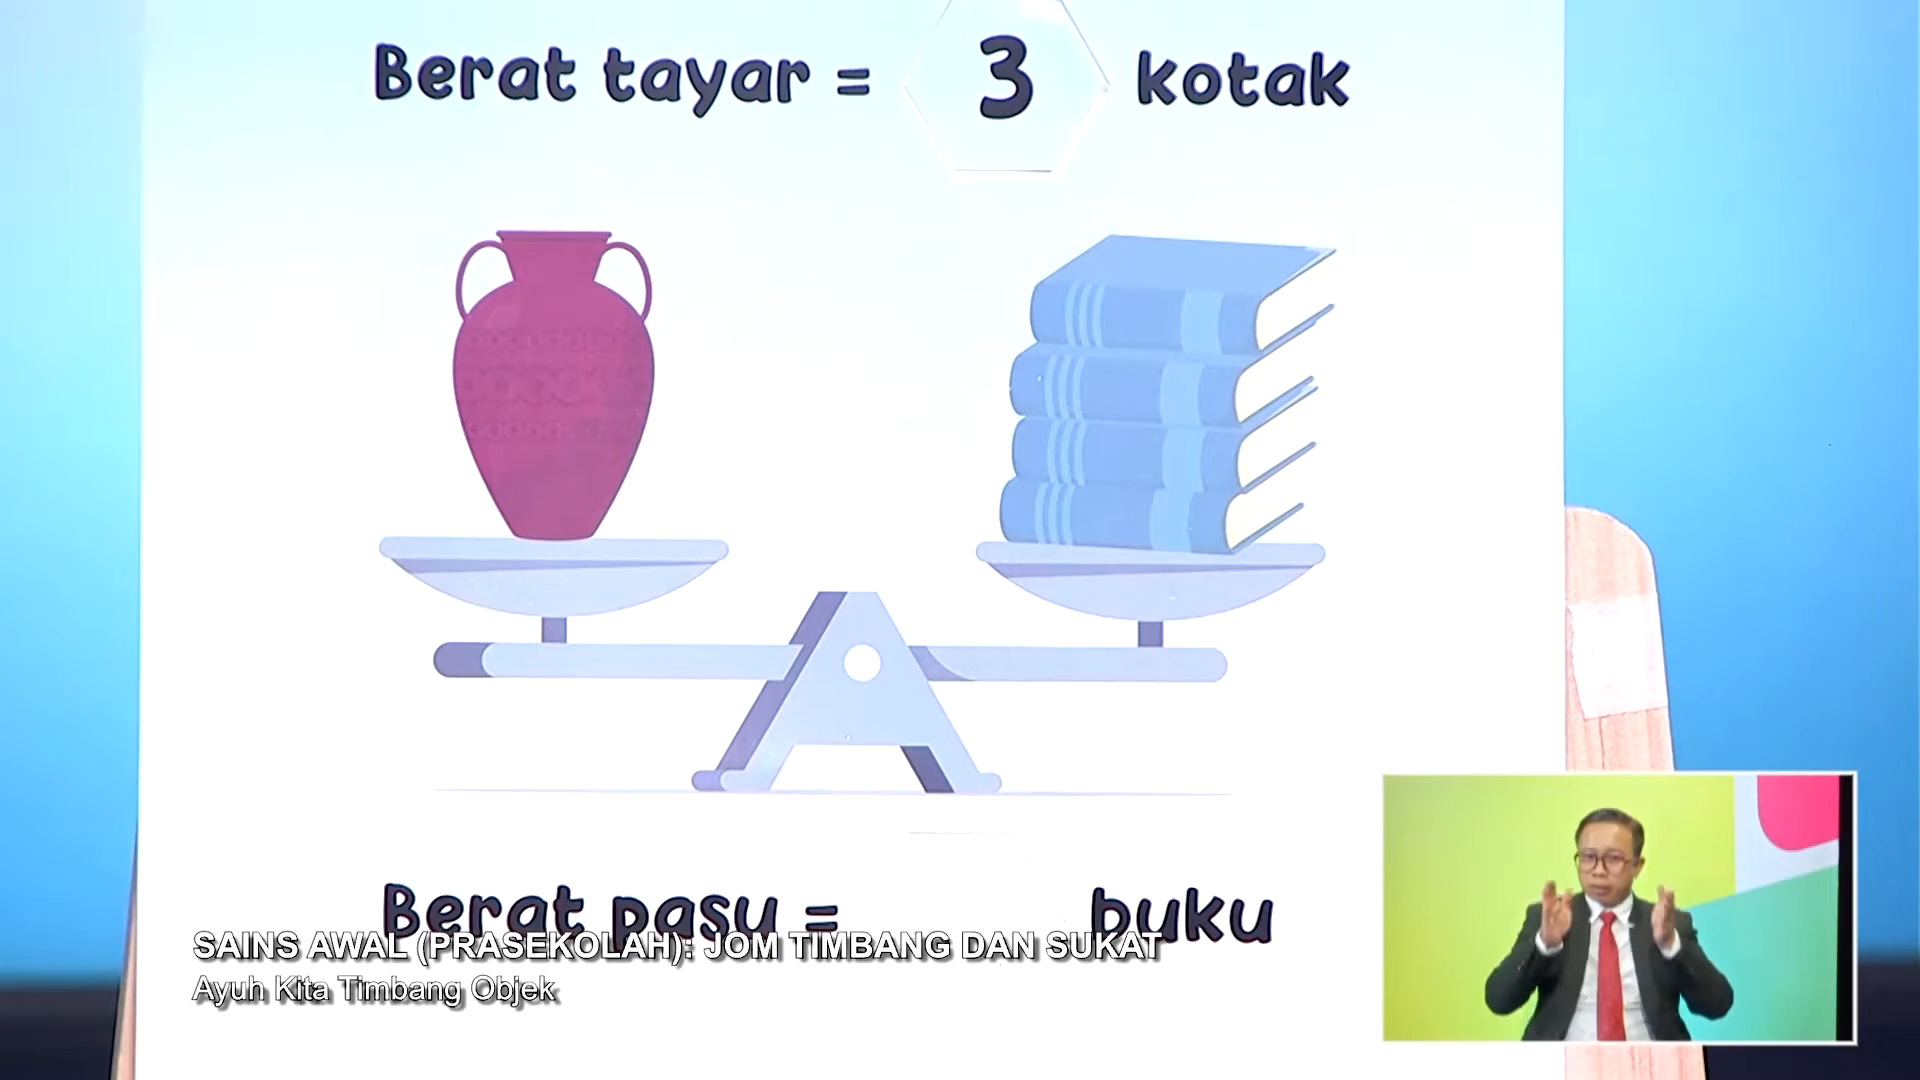 Berat tayar = 3 kotak
Berat pasu = buku
SAINS AWAL (PRASEKOLAH): JOM TIMBANG DAN SUKAT
Ayuh Kita Timbang Objek